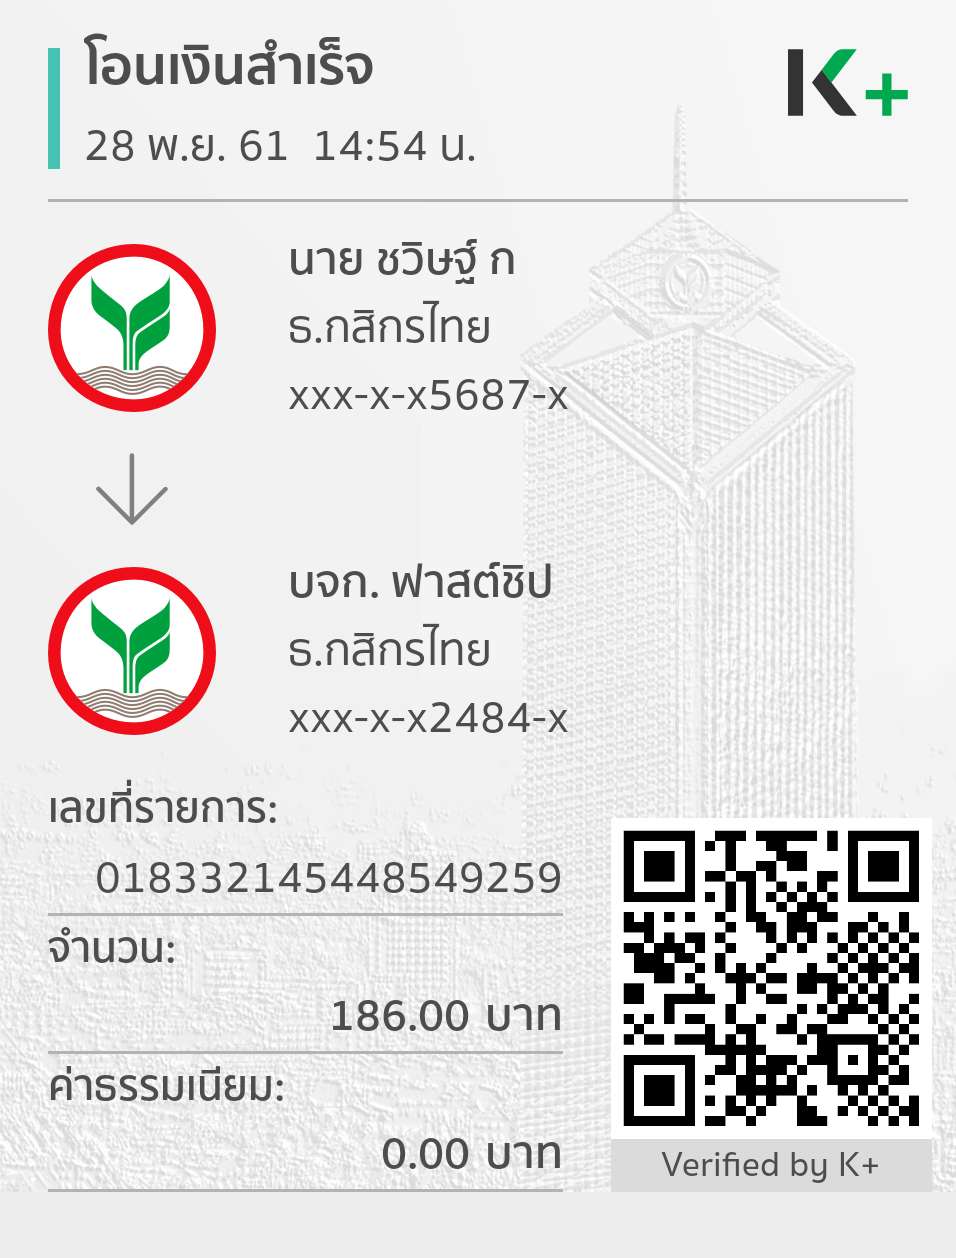 โอนเงินสำเร็จ
28 พ.ย. 61 14:54 น.
K+
นาย ชวิษฐ์ ก
ธ.กสิกรไทย
xxx-x-x5687-x
บจก. ฟาสต์ชิป
ธ.กสิกรไทย
xxx-x-x2484-x
เลขที่รายการ:
018332145448549259
จำนวน:
186.00 บาท
ค่าธรรมเนียม:
0.00 บาท
Verified by K+